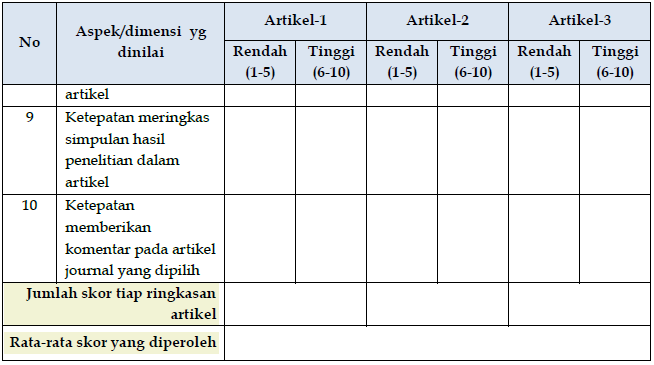 No
Aspek/dimensi yg
dinilai
Artikel-1
Artikel-2
Artikel-3
Rendah
(1-5)
Tinggi
(6-10)
Rendah
(1-5)
Tinggi
(6-10)
Rendah
(1-5)
Tinggi
(6-10)
artikel
9
Ketepatan meringkas
simpulan hasil
penelitian dalam
artikel
10
Ketepatan
memberikan
komentar pada artikel
journal yang dipilih
Jumlah skor tiap ringkasan
artikel
Rata-rata skor yang diperoleh